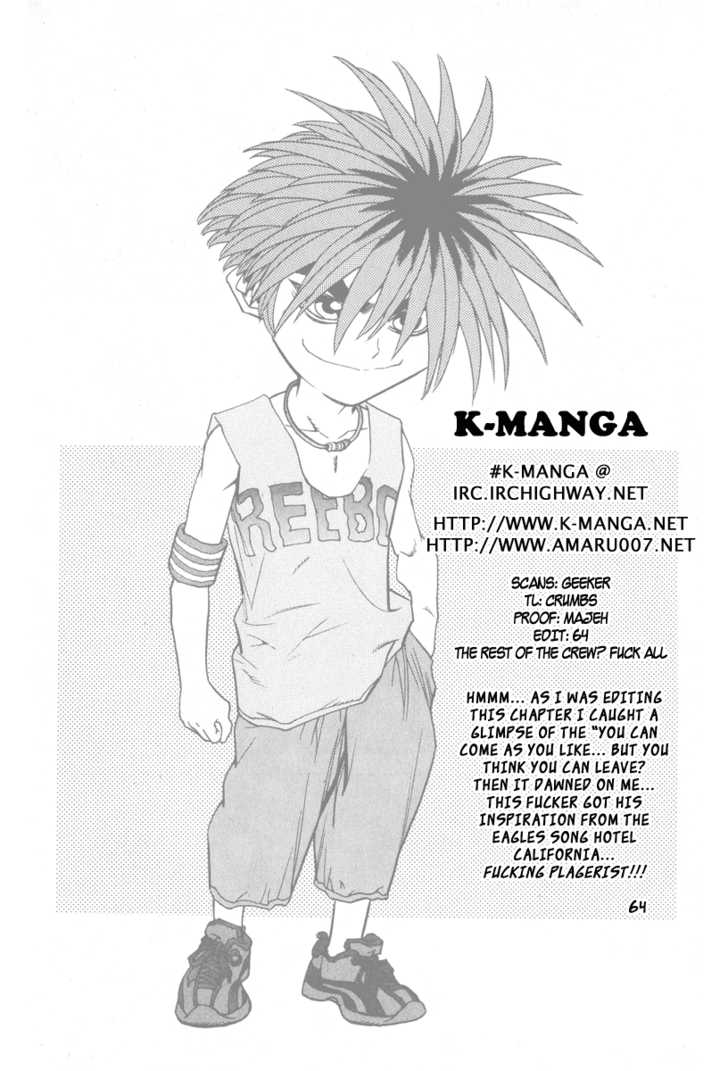 K-MANGA
#K-MANGA @
IRC.IRCHIGHWAY.NET
HTTP://WWW.K-MANGA.NET
HTTP://WWW.AMARU007.NET
SCANS: GEEKER
TL: CRUMBS
PROOF: MAJEH
EDIT: 64
THE REST OF THE CREW? FUCK ALL
HMMM... AS I WAS EDITING
THIS CHAPTER I CAUGHT A
GLIMPSE OF THE "YOU CAN
COME AS YOU LIKE... BUT YOU
THINK YOU CAN LEAVE?
THEN IT DAWNED ON ME...
THIS FUCKER GOT HIS
INSPIRATION FROM THE
EAGLES SONG HOTEL
CALIFORNIA...
FUCKING PLAGERIST!!!
64
REEBO